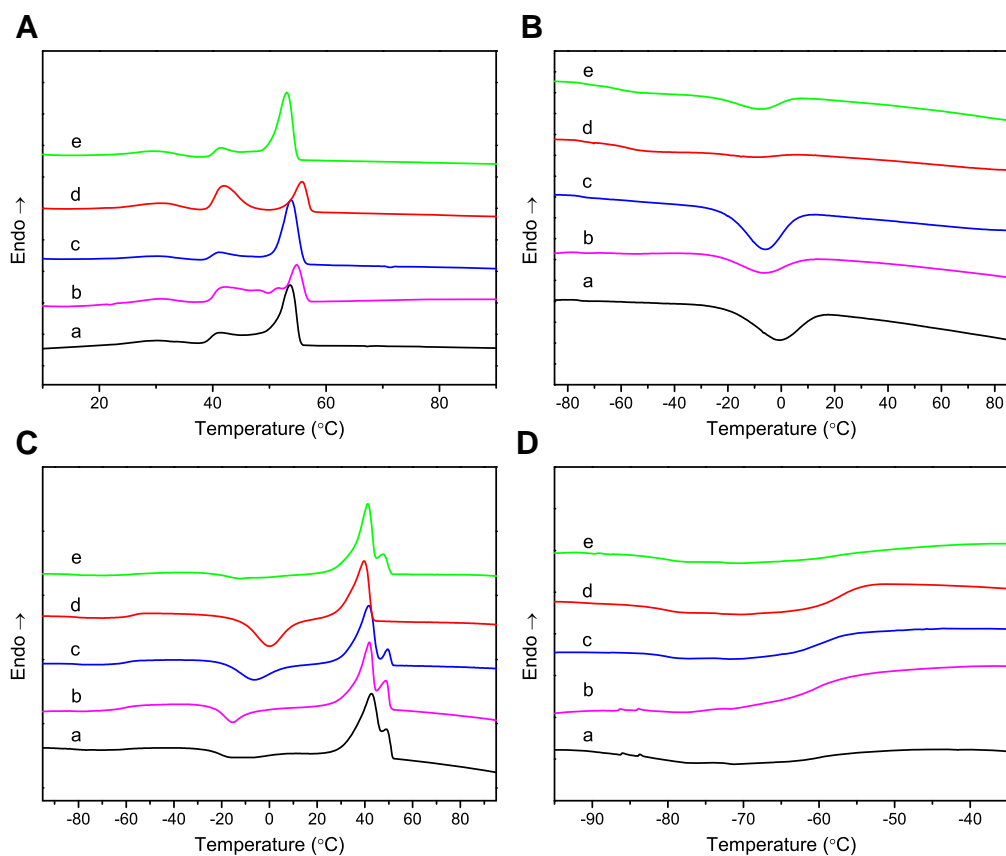 A
e
d
c
b
a
Endo →
20 40 60 80
Temperature (°C)
B
e
d
c
b
a
Endo →
-80 -60 -40 -20 0 20 40 60 80
Temperature (°C)
C
e
d
c
b
a
Endo →
-80 -60 -40 -20 0 20 40 60 80
Temperature (°C)
D
e
d
c
b
a
Endo →
-90 -80 -70 -60 -50 -40
Temperature (°C)